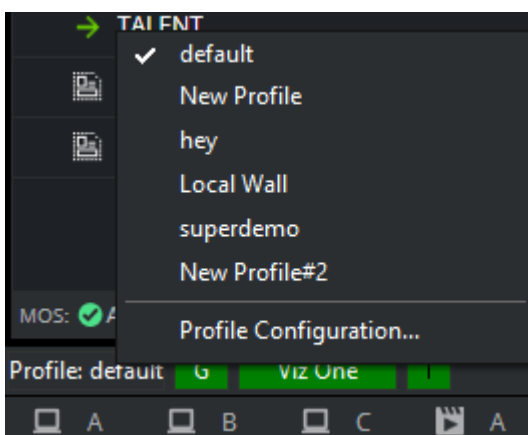 TALENT
default
New Profile
hey
Local Wall
superdemo
New Profile#2
MOS:
Profile Configuration...
Profile: default G Viz One
A B C A